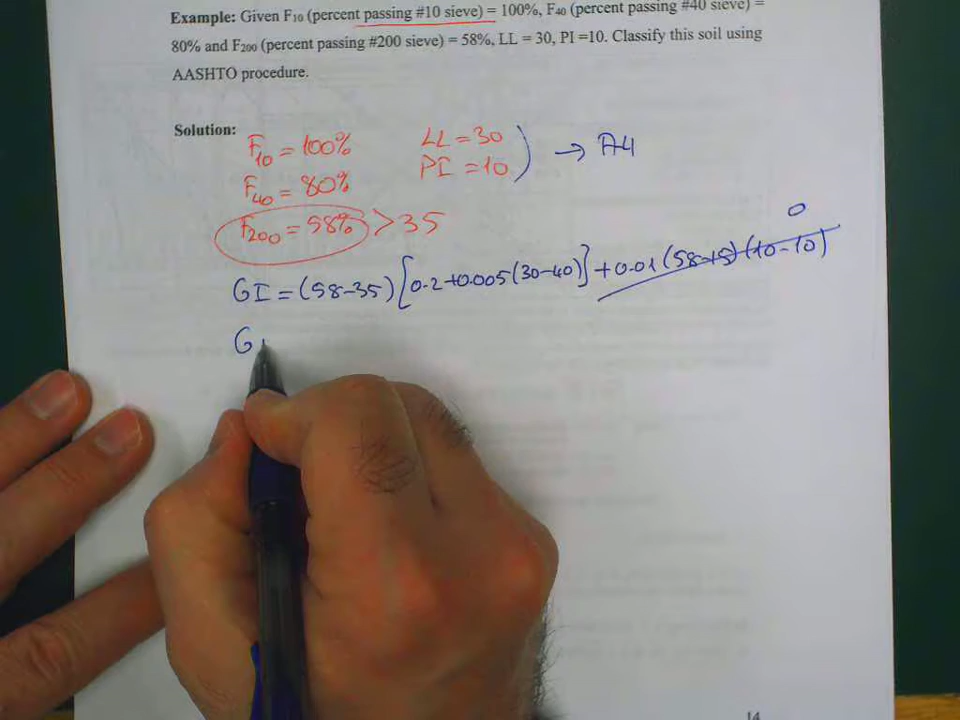 Example: Given F10 (percent passing #10 sieve) = 100%, F40 (percent passing #40 sieve) =
80% and F200 (percent passing #200 sieve) = 58%, LL = 30, PI =10. Classify this soil using
AASHTO procedure.
Solution:
F10 = 100% LL = 30 ) → A4
F40 = 80% PI = 10
F200 = 58% > 35
0
GI = (58-35) [0.2+0.005(30-40)] + 0.01 (58-15) (10-10)
G
14